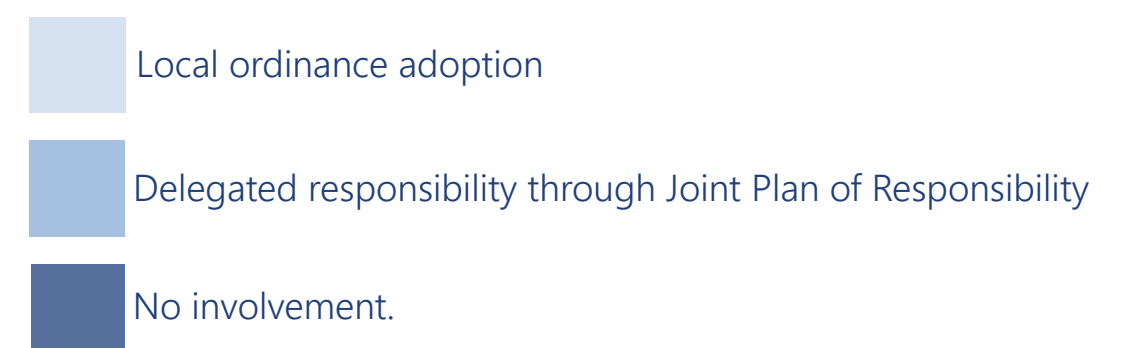 Local ordinance adoption
Delegated responsibility through Joint Plan of Responsibility
No involvement.